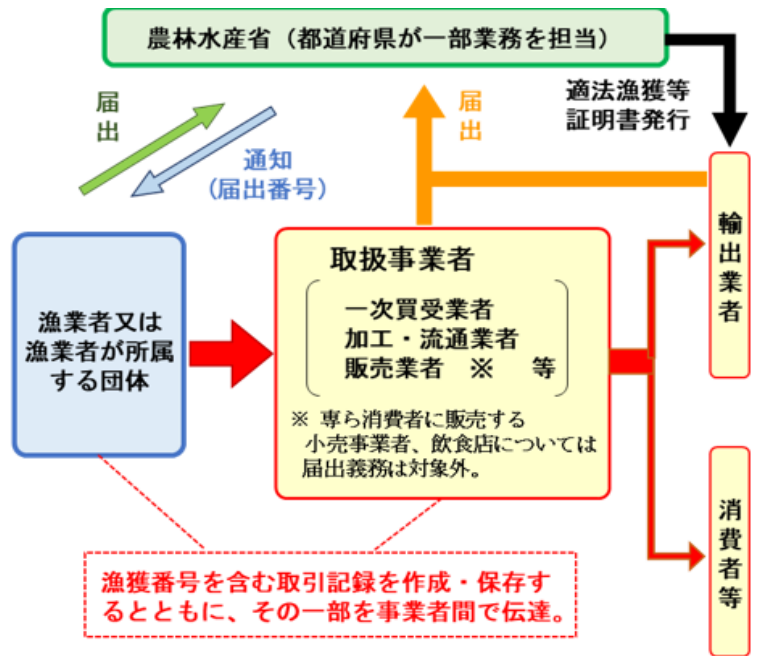 農林水産省（都道府県が一部業務を担当）
届
出
通知
(届出番号)
届
出
適法漁獲等
証明書発行
漁業者又は
漁業者が所属
する団体
取扱事業者
一次買受業者
加工・流通業者
販売業者　※　等
※ 専ら消費者に販売する
小売事業者、飲食店については
届出義務は対象外。
輸
出
業
者
消
費
者
等
漁獲番号を含む取引記録を作成・保存す
るとともに、その一部を事業者間で伝達。